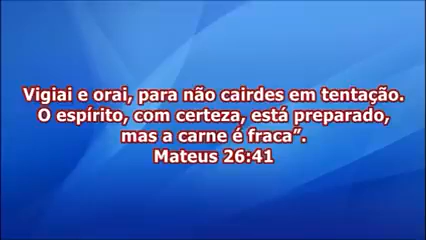 Vigiai e orai, para não cairdes em tentação.
O espírito, com certeza, está preparado,
mas a carne é fraca”.
Mateus 26:41